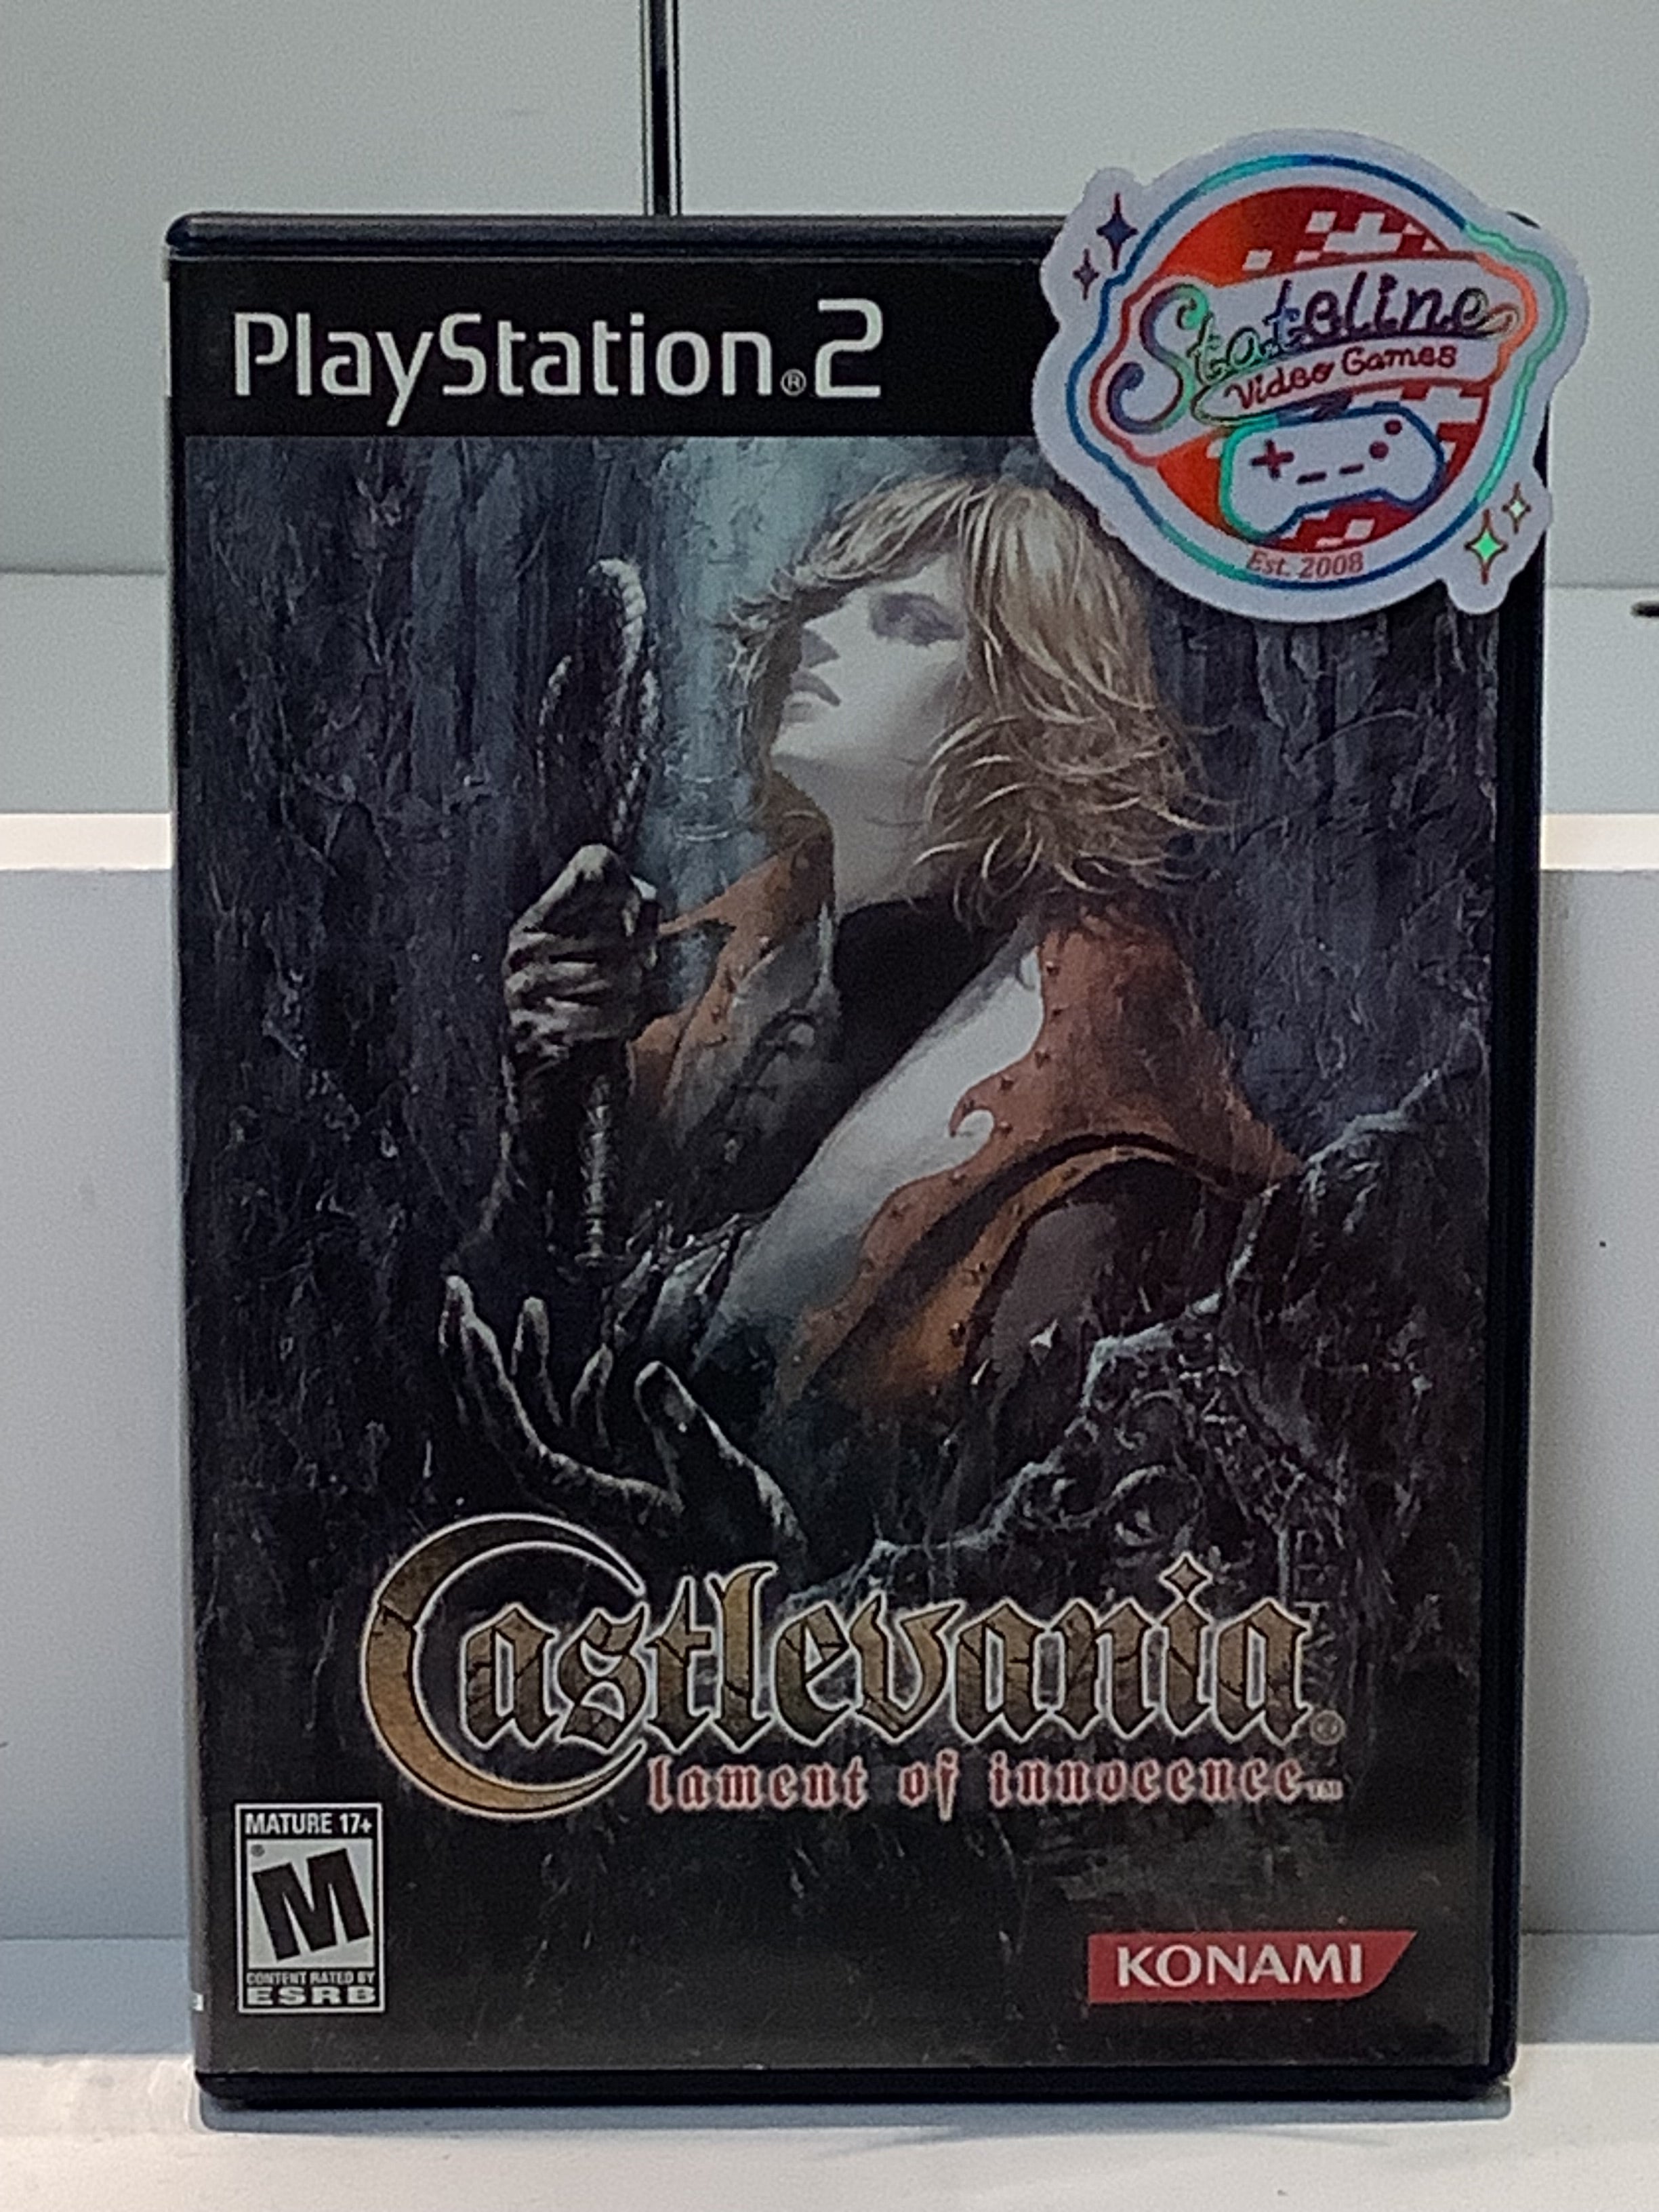 PlayStation®2
Stateline
Video Games
Est. 2008
Castlevania®
lament of innocence™
MATURE 17+
M®
CONTENT RATED BY
ESRB
KONAMI